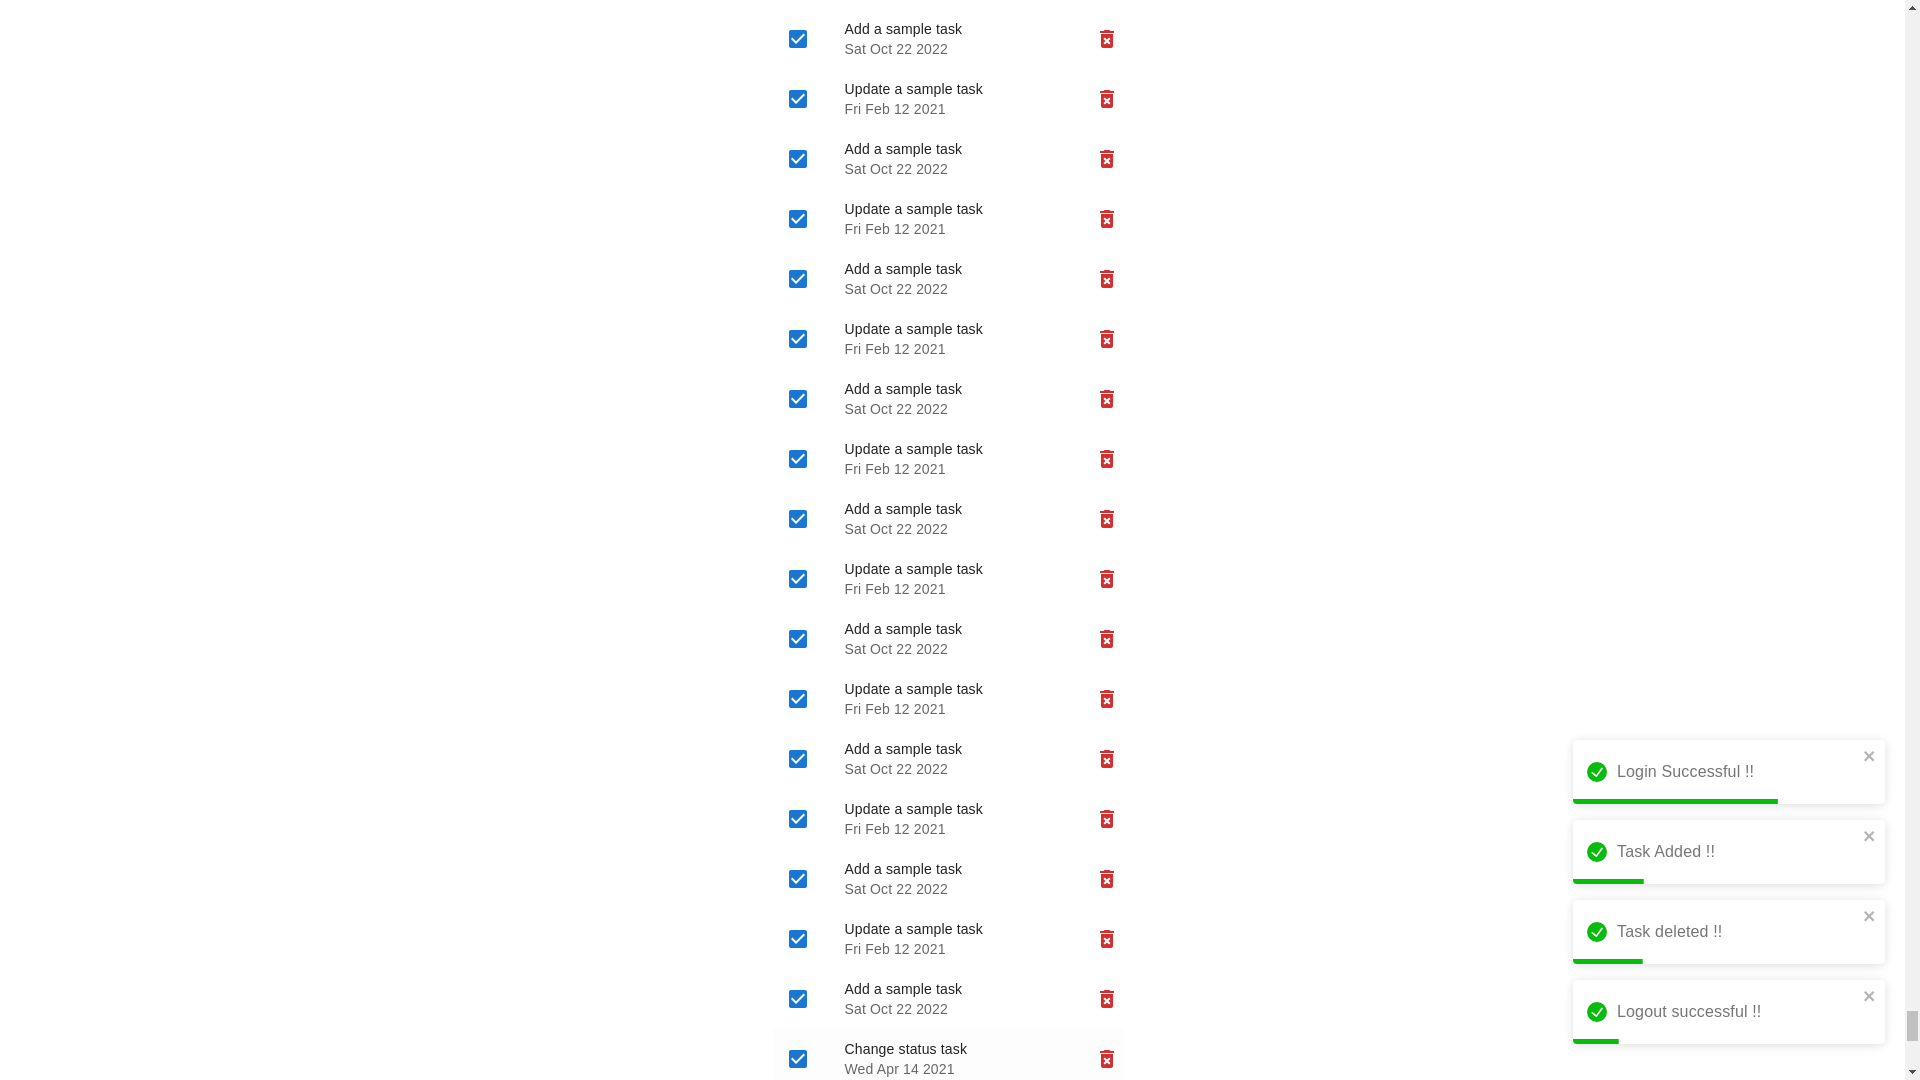 Add a sample task
Sat Oct 22 2022
Update a sample task
Fri Feb 12 2021
Add a sample task
Sat Oct 22 2022
Update a sample task
Fri Feb 12 2021
Add a sample task
Sat Oct 22 2022
Update a sample task
Fri Feb 12 2021
Add a sample task
Sat Oct 22 2022
Update a sample task
Fri Feb 12 2021
Add a sample task
Sat Oct 22 2022
Update a sample task
Fri Feb 12 2021
Add a sample task
Sat Oct 22 2022
Update a sample task
Fri Feb 12 2021
Add a sample task
Sat Oct 22 2022
Update a sample task
Fri Feb 12 2021
Add a sample task
Sat Oct 22 2022
Update a sample task
Fri Feb 12 2021
Add a sample task
Sat Oct 22 2022
Change status task
Wed Apr 14 2021
Login Successful !!
Task Added !!
Task deleted !!
Logout successful !!